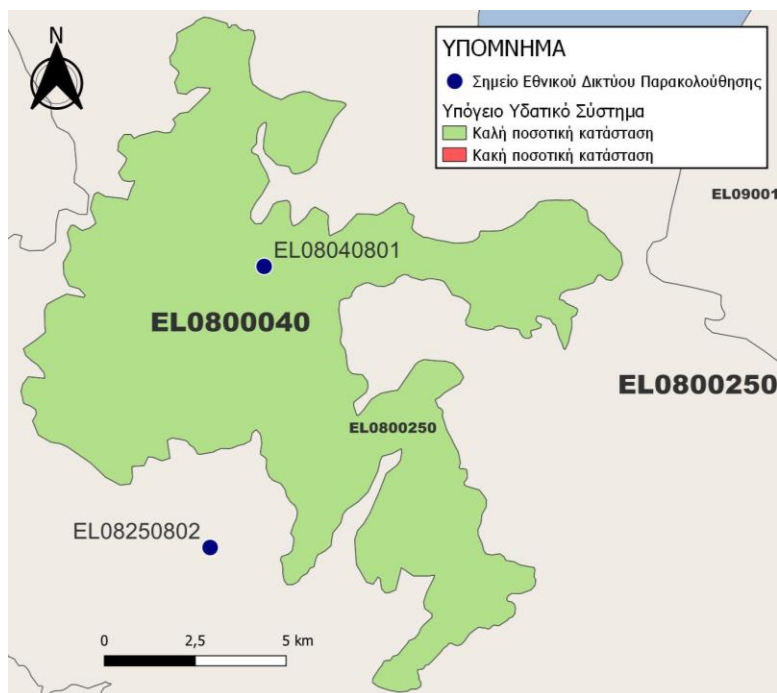 N
ΥΠΟΜΝΗΜΑ
Σημείο Εθνικού Δικτύου Παρακολούθησης
Υπόγειο Υδατικό Σύστημα
Καλή ποσοτική κατάσταση
Κακή ποσοτική κατάσταση
EL09001
EL08040801
EL0800040
EL0800250
EL0800250
EL08250802
0 2,5 5 km